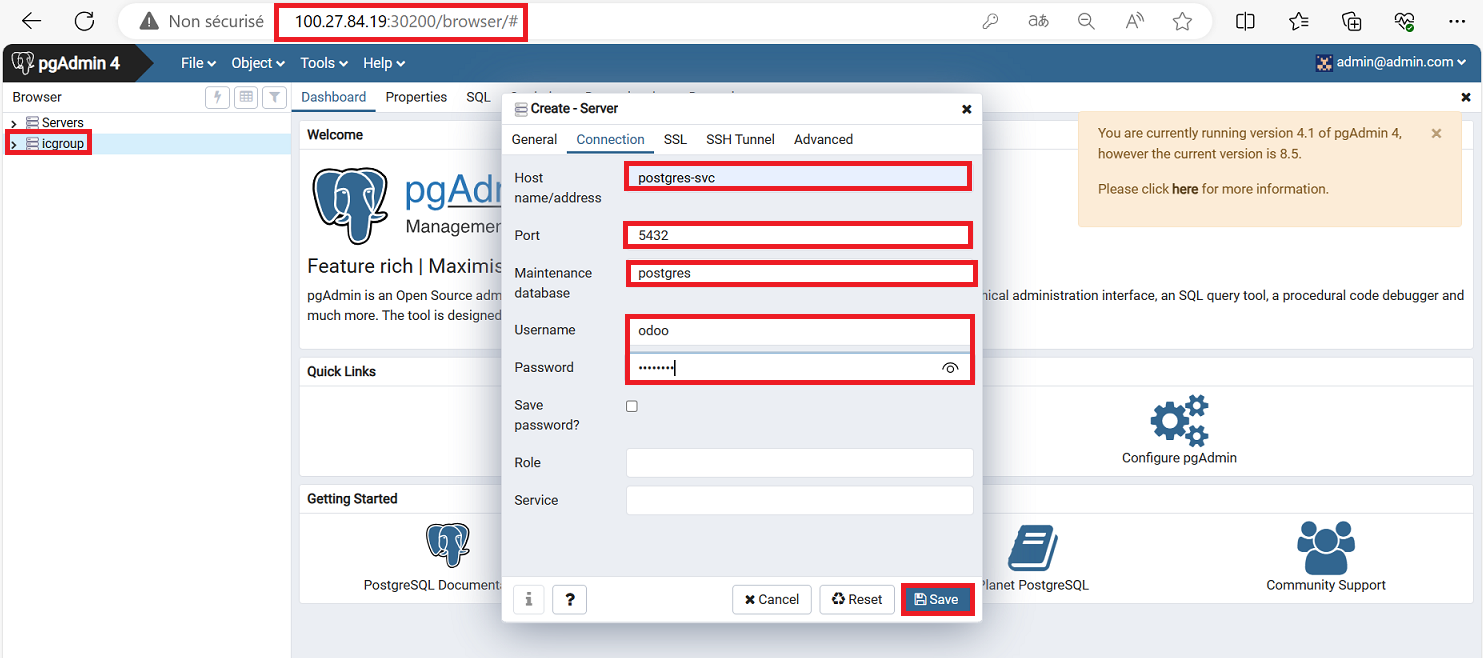 Non sécurisé
100.27.84.19:30200/browser/#
pgAdmin 4
File
Object
Tools
Help
admin@admin.com
Browser
Dashboard
Properties
SQL
Servers
icgroup
Welcome
Management
Feature rich | Maximis
pgAdmin is an Open Source adm
nical administration interface, an SQL query tool, a procedural code debugger and
much more. The tool is designed
You are currently running version 4.1 of pgAdmin 4,
however the current version is 8.5.
Please click here for more information.
Quick Links
Configure pgAdmin
Getting Started
PostgreSQL Documenta
Planet PostgreSQL
Community Support
Create - Server
General
Connection
SSL
SSH Tunnel
Advanced
Host
name/address
postgres-svc
Port
5432
Maintenance
database
postgres
Username
odoo
Password
••••••••
Save
password?
Role
Service
i
?
Cancel
Reset
Save